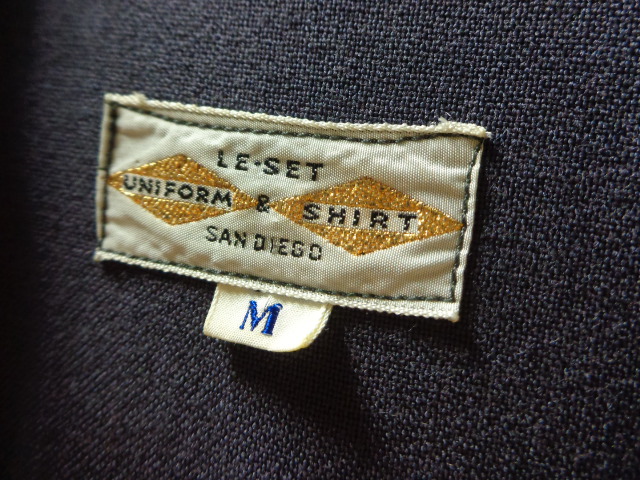 LE-SET
UNIFORM & SHIRT
SAN DIEGO
M